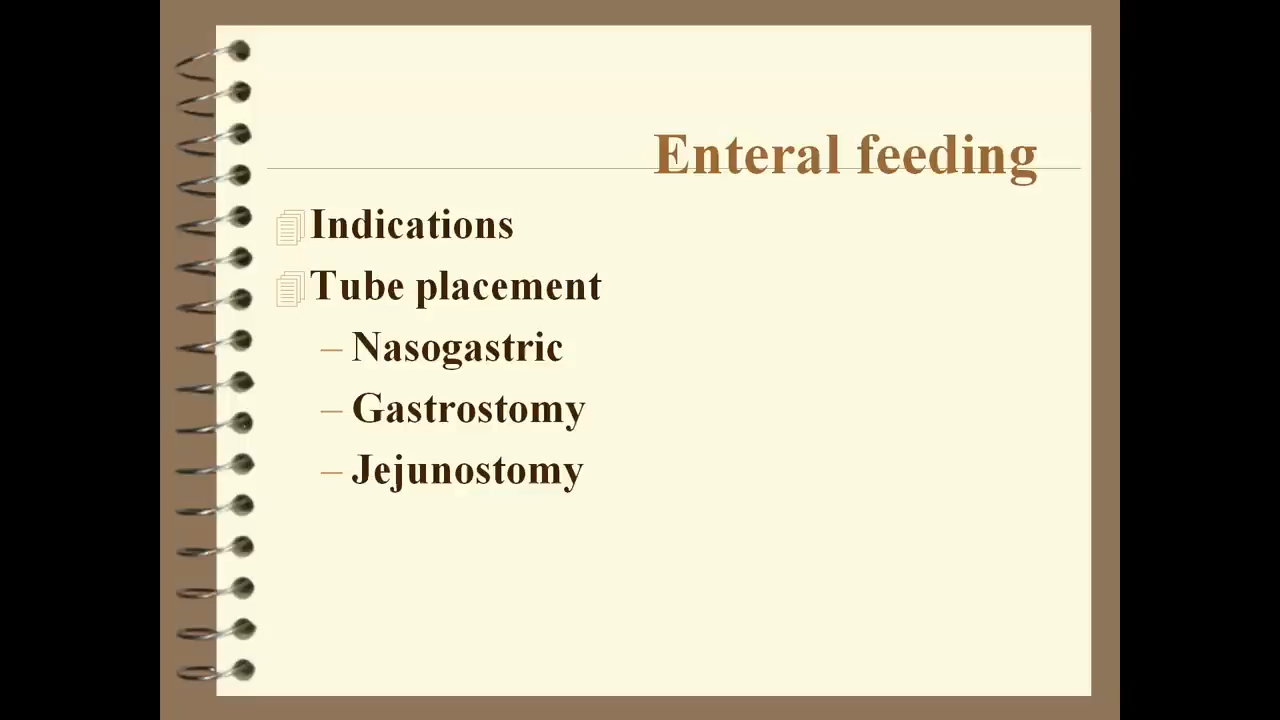 Enteral feeding
Indications
Tube placement
– Nasogastric
– Gastrostomy
– Jejunostomy